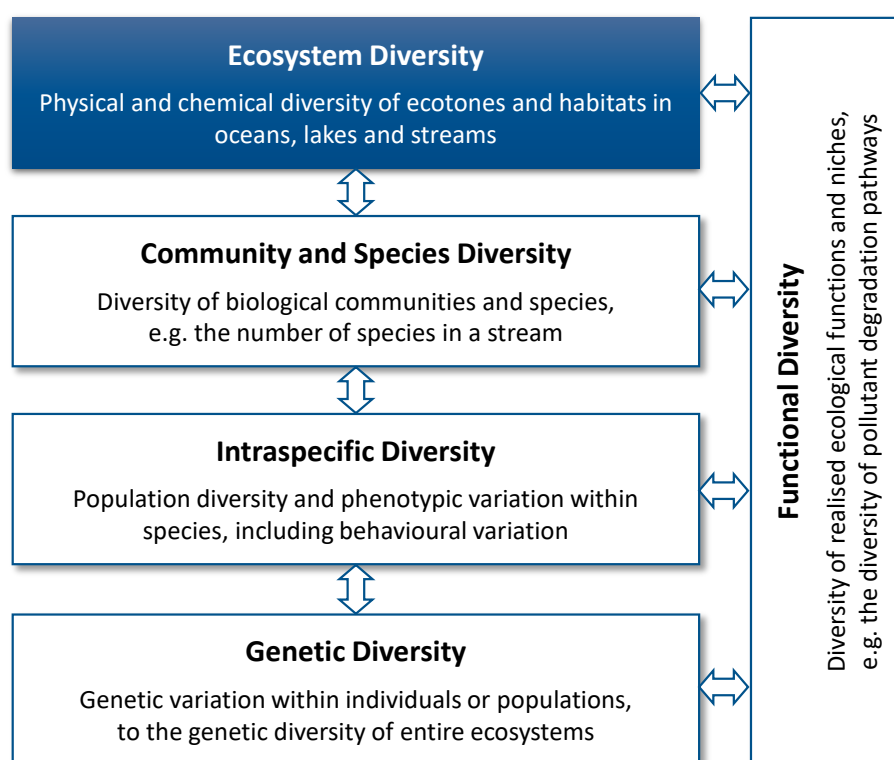 Ecosystem Diversity
Physical and chemical diversity of ecotones and habitats in
oceans, lakes and streams
Community and Species Diversity
Diversity of biological communities and species,
e.g. the number of species in a stream
Intraspecific Diversity
Population diversity and phenotypic variation within
species, including behavioural variation
Genetic Diversity
Genetic variation within individuals or populations,
to the genetic diversity of entire ecosystems
Functional Diversity
Diversity of realised ecological functions and niches,
e.g. the diversity of pollutant degradation pathways